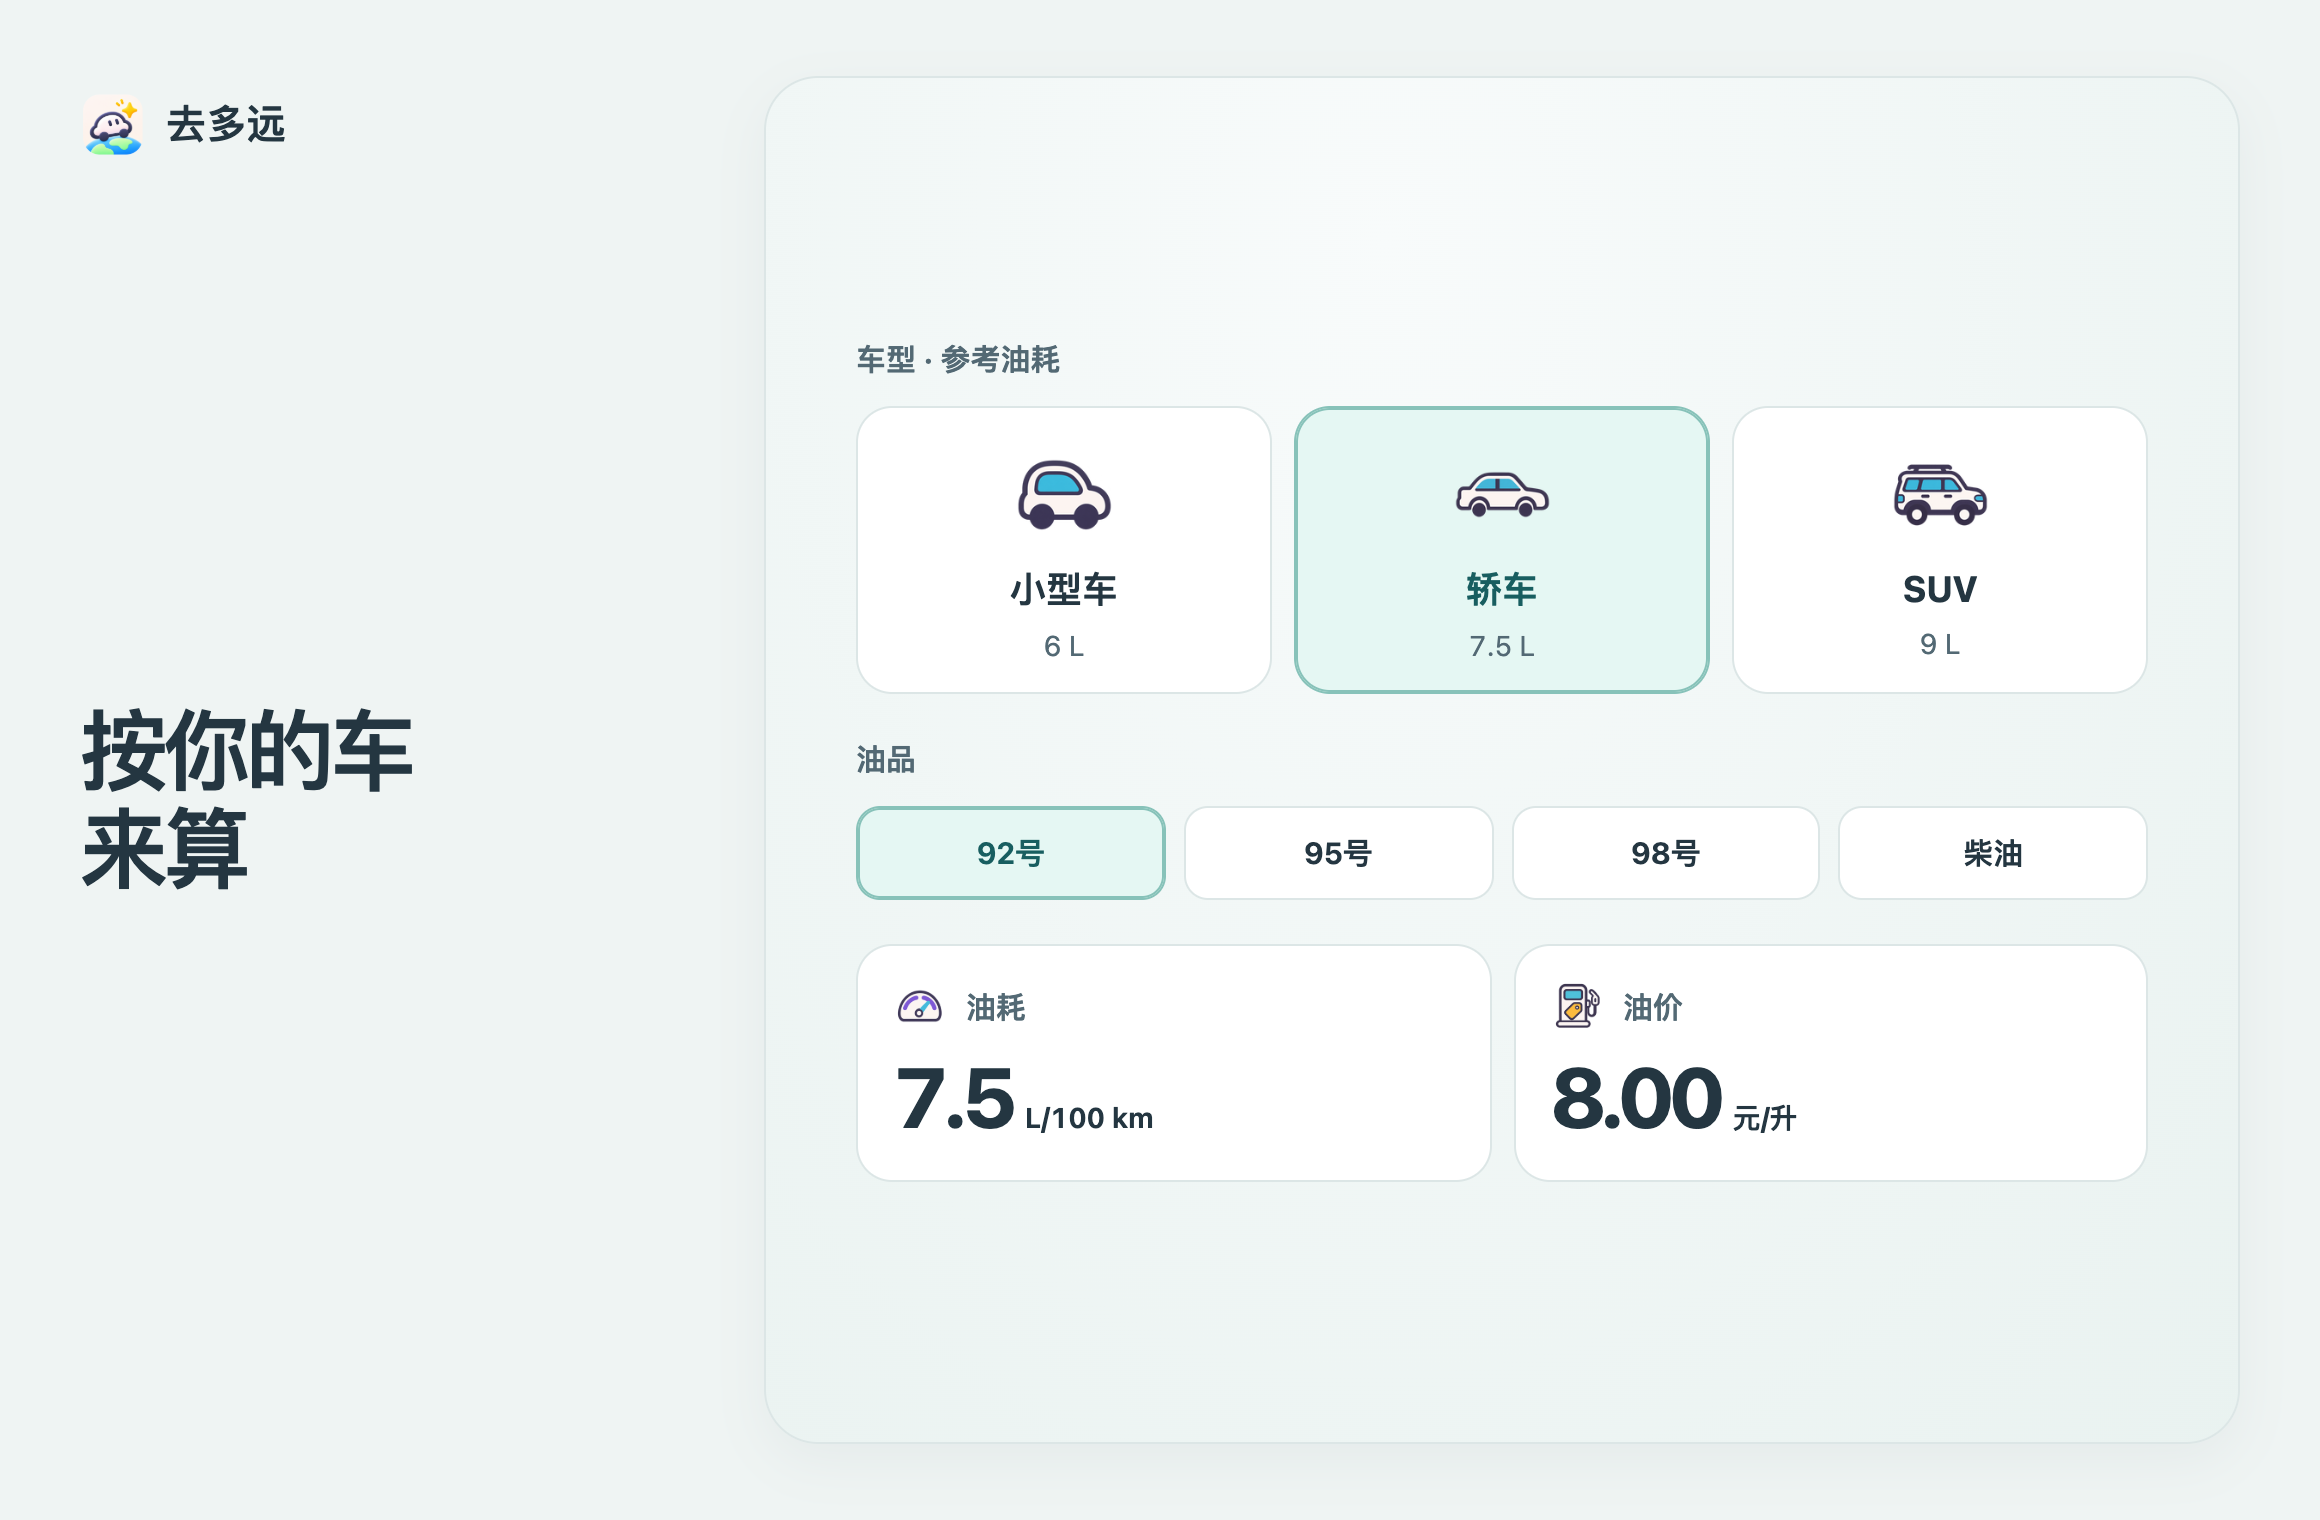 去多远
按你的车
来算
车型 · 参考油耗
小型车
6 L
轿车
7.5 L
SUV
9 L
油品
92号
95号
98号
柴油
油耗
7.5 L/100 km
油价
8.00 元/升